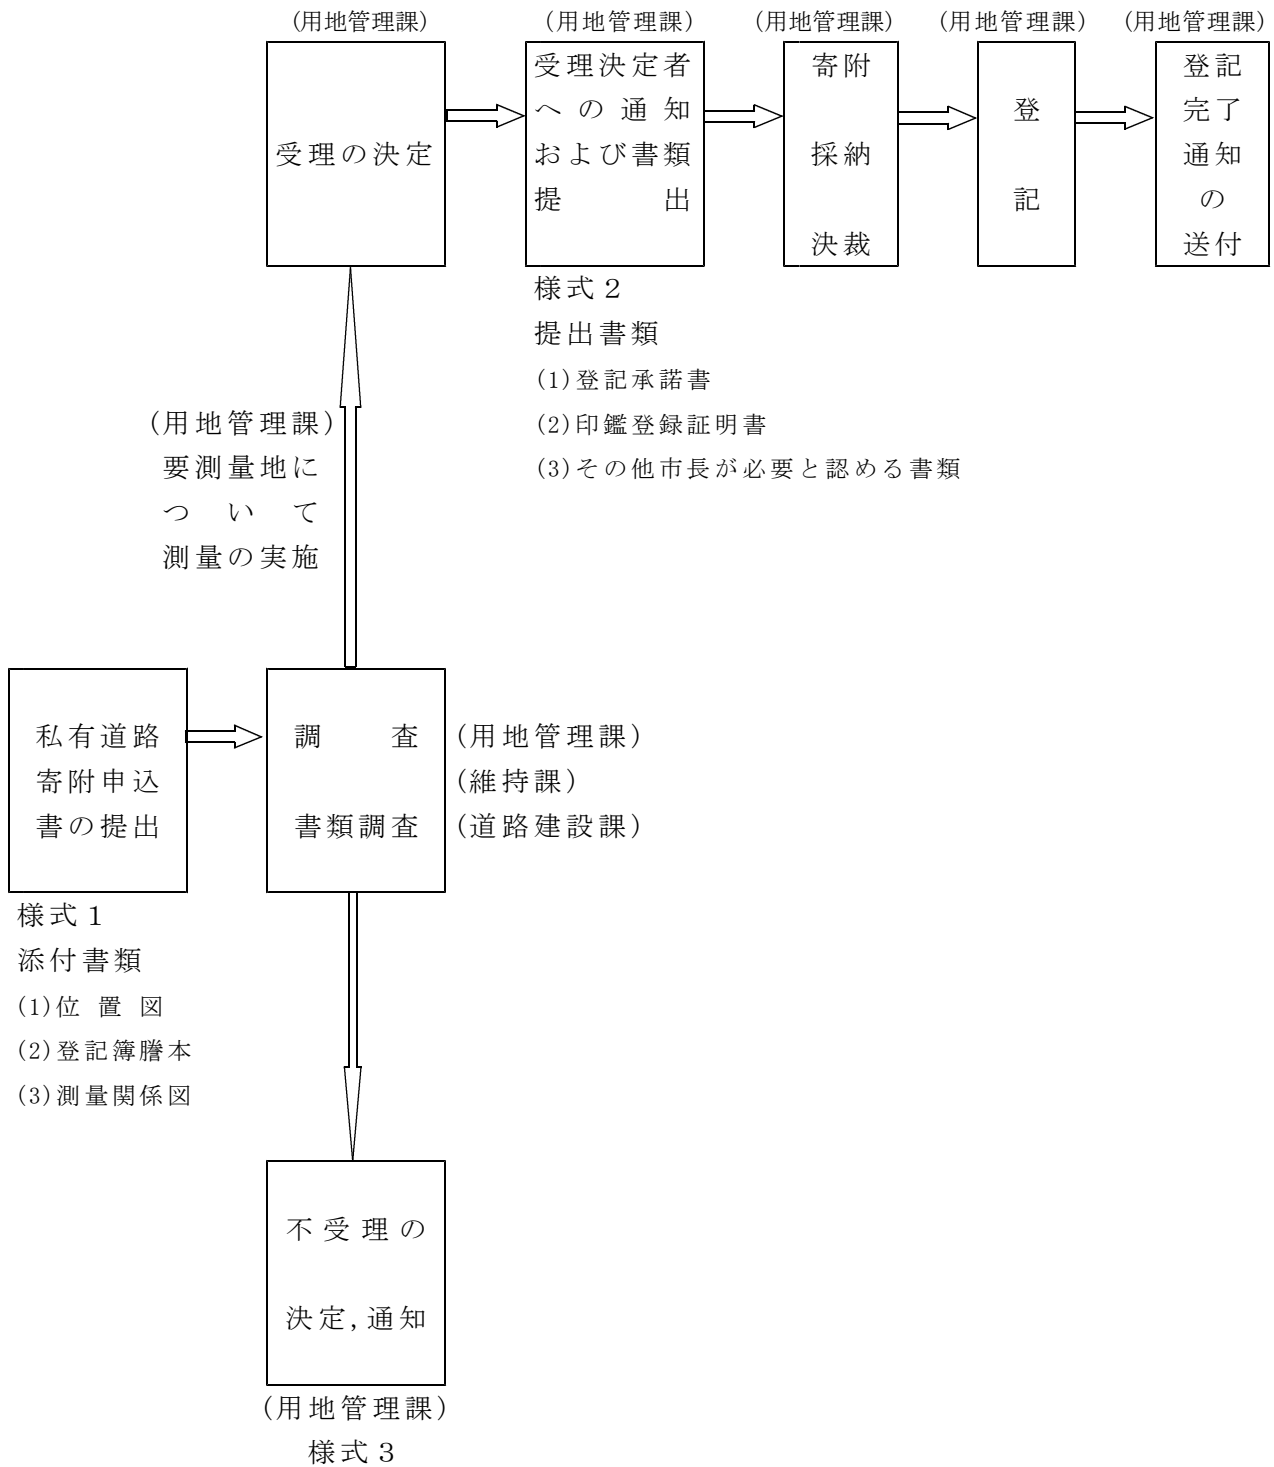 (用地管理課)
受理の決定
(用地管理課)
受理決定者
への通知
および書類
提出
様式２
提出書類
(1)登記承諾書
(2)印鑑登録証明書
(3)その他市長が必要と認める書類
(用地管理課)
寄附
採納
決裁
(用地管理課)
登
記
(用地管理課)
登記
完了
通知
の
送付
(用地管理課)
要測量地に
ついて
測量の実施
私有道路
寄附申込
書の提出
様式１
添付書類
(1)位置図
(2)登記簿謄本
(3)測量関係図
調査
書類調査
(用地管理課)
(維持課)
(道路建設課)
不受理の
決定,通知
(用地管理課)
様式３